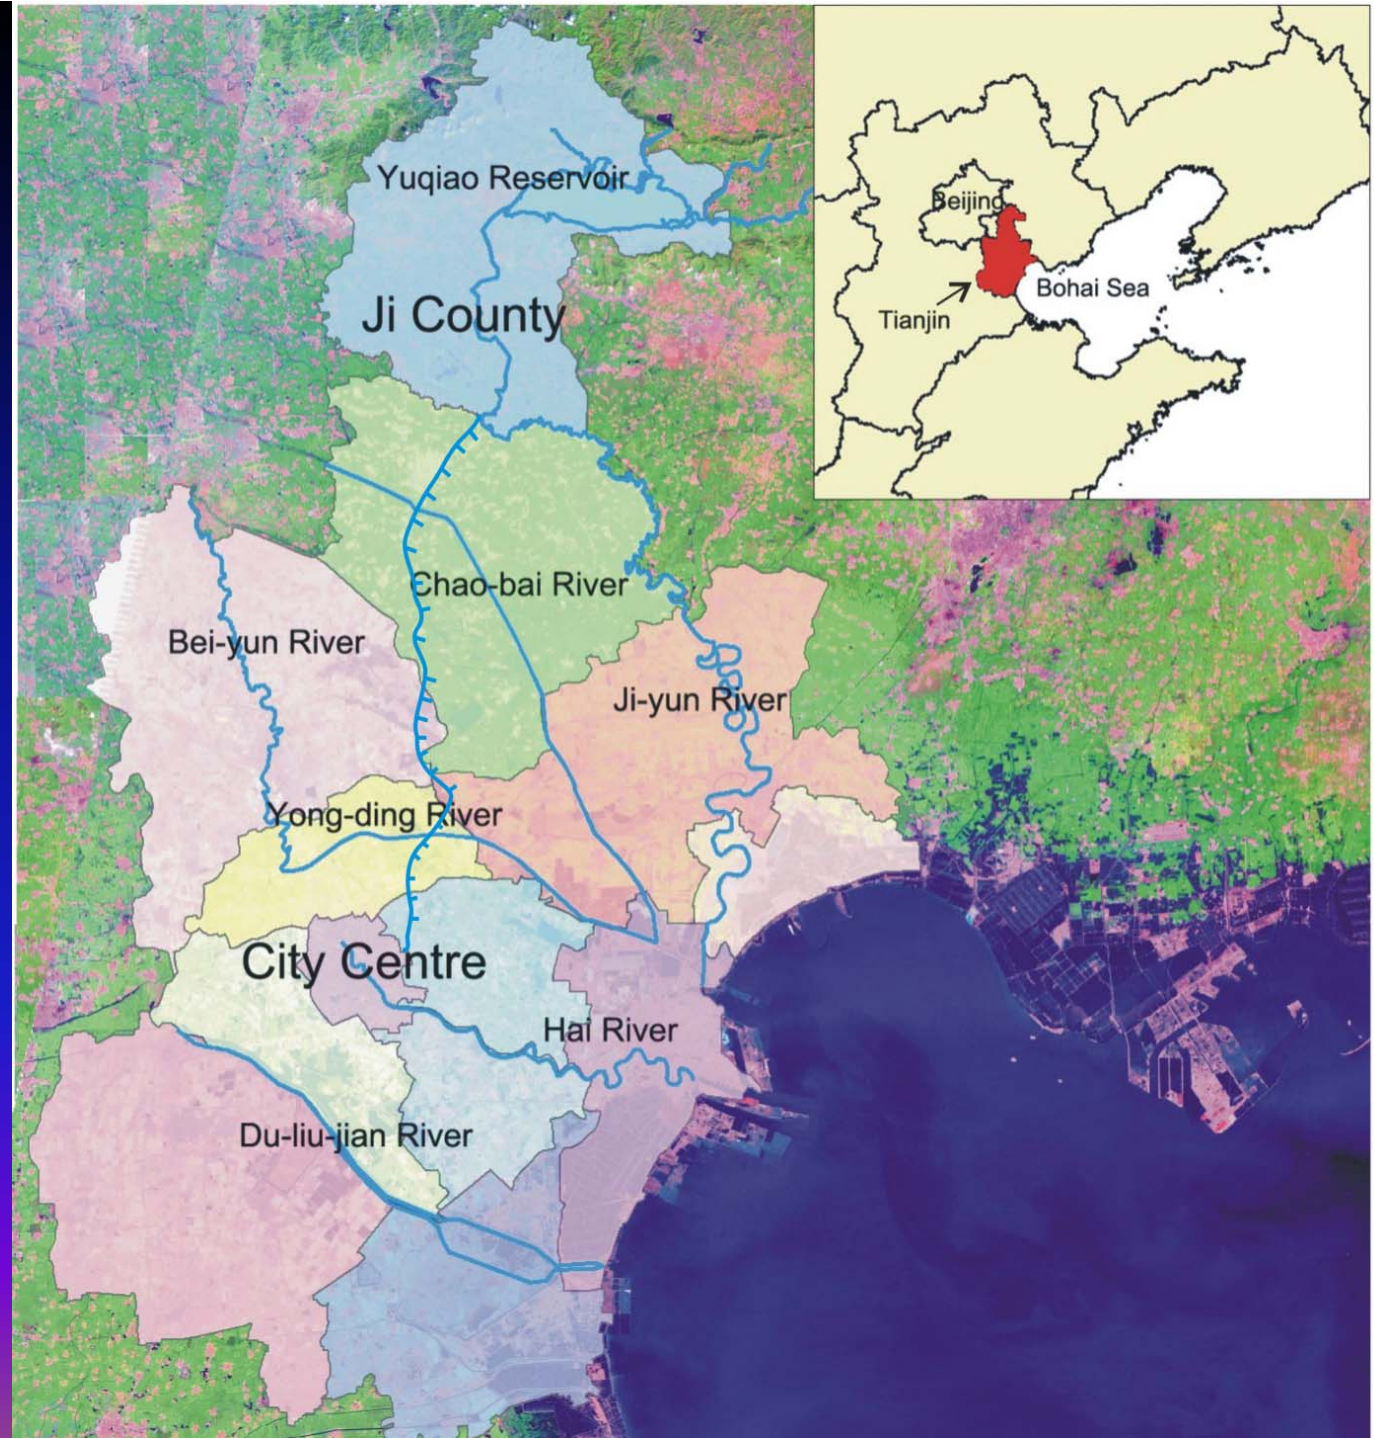 Yuqiao Reservoir
Beijing
Bohai Sea
Tianjin
Ji County
Chao-bai River
Bei-yun River
Ji-yun River
Yong-ding River
City Centre
Hai River
Du-liu-jian River